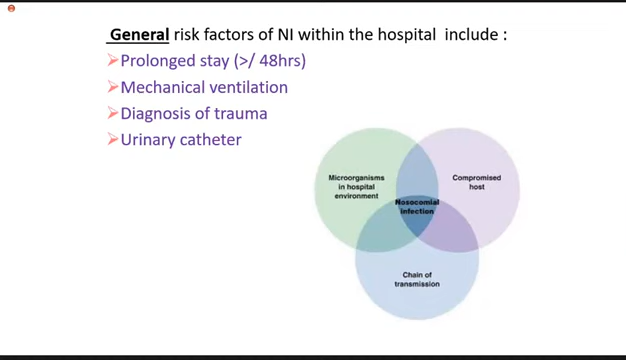 General risk factors of NI within the hospital include :
Prolonged stay (>/ 48hrs)
Mechanical ventilation
Diagnosis of trauma
Urinary catheter
Microorganisms
in hospital
environment
Compromised
host
Nosocomial
infection
Chain of
transmission